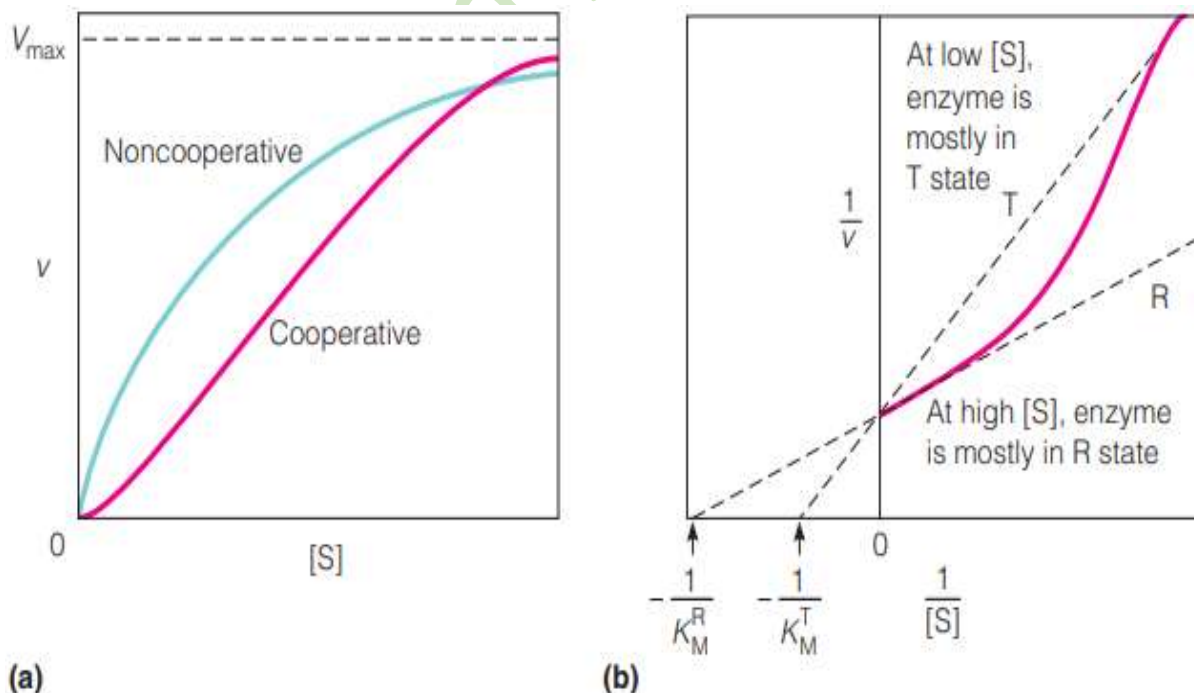 V_max
Noncooperative
v
Cooperative
0
[S]
(a)
At low [S],
enzyme is
mostly in
T state
T
1
v
R
At high [S], enzyme
is mostly in R state
0
- 1/K_M^R
- 1/K_M^T
1/[S]
(b)